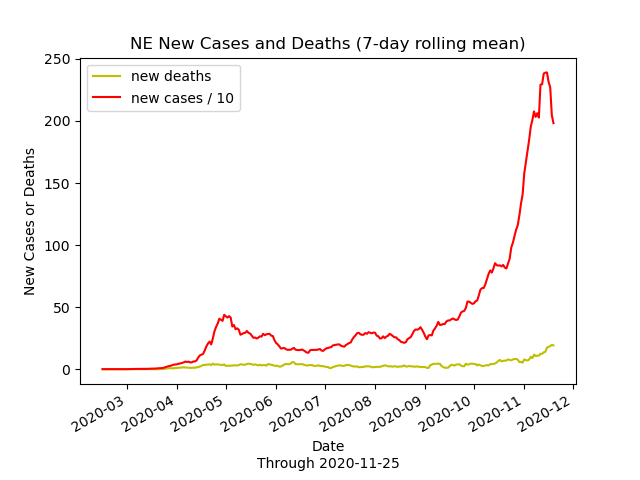 NE New Cases and Deaths (7-day rolling mean)
new deaths
new cases / 10
250
200
150
100
50
0
New Cases or Deaths
2020-03
2020-04
2020-05
2020-06
2020-07
2020-08
2020-09
2020-10
2020-11
2020-12
Date
Through 2020-11-25